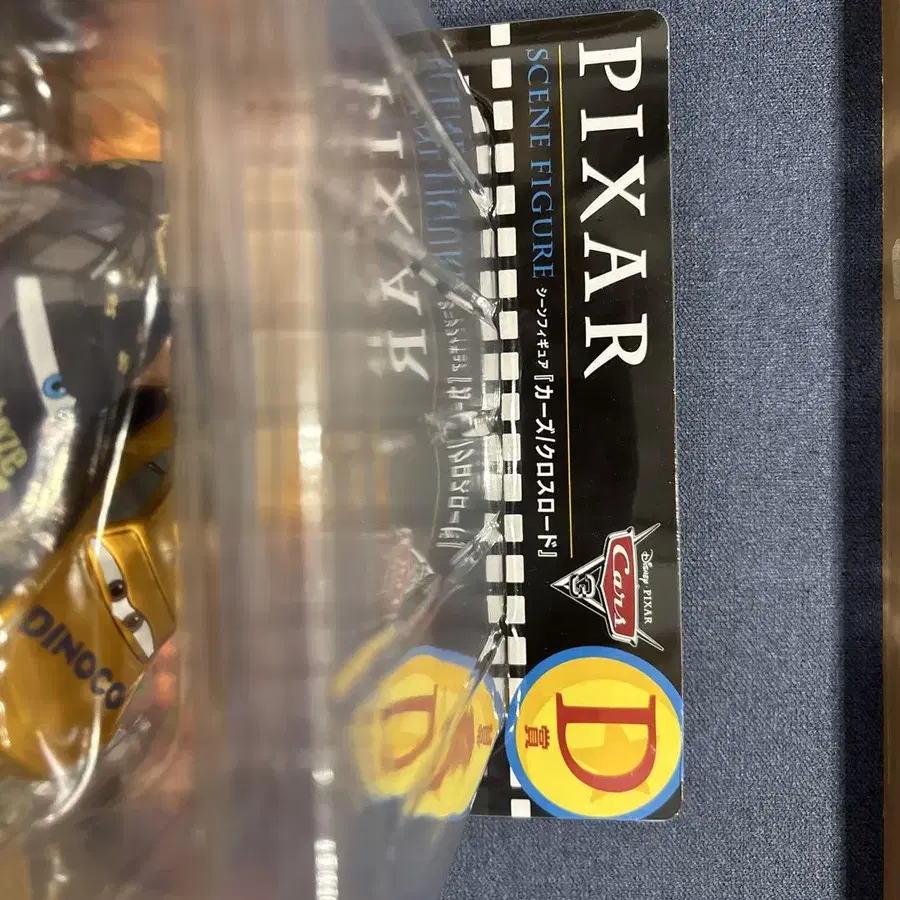 PIXAR
SCENE FIGURE
シーンフィギュア『カーズ/クロスロード』
Disney PIXAR
Cars
3
D
賞
DINOCO